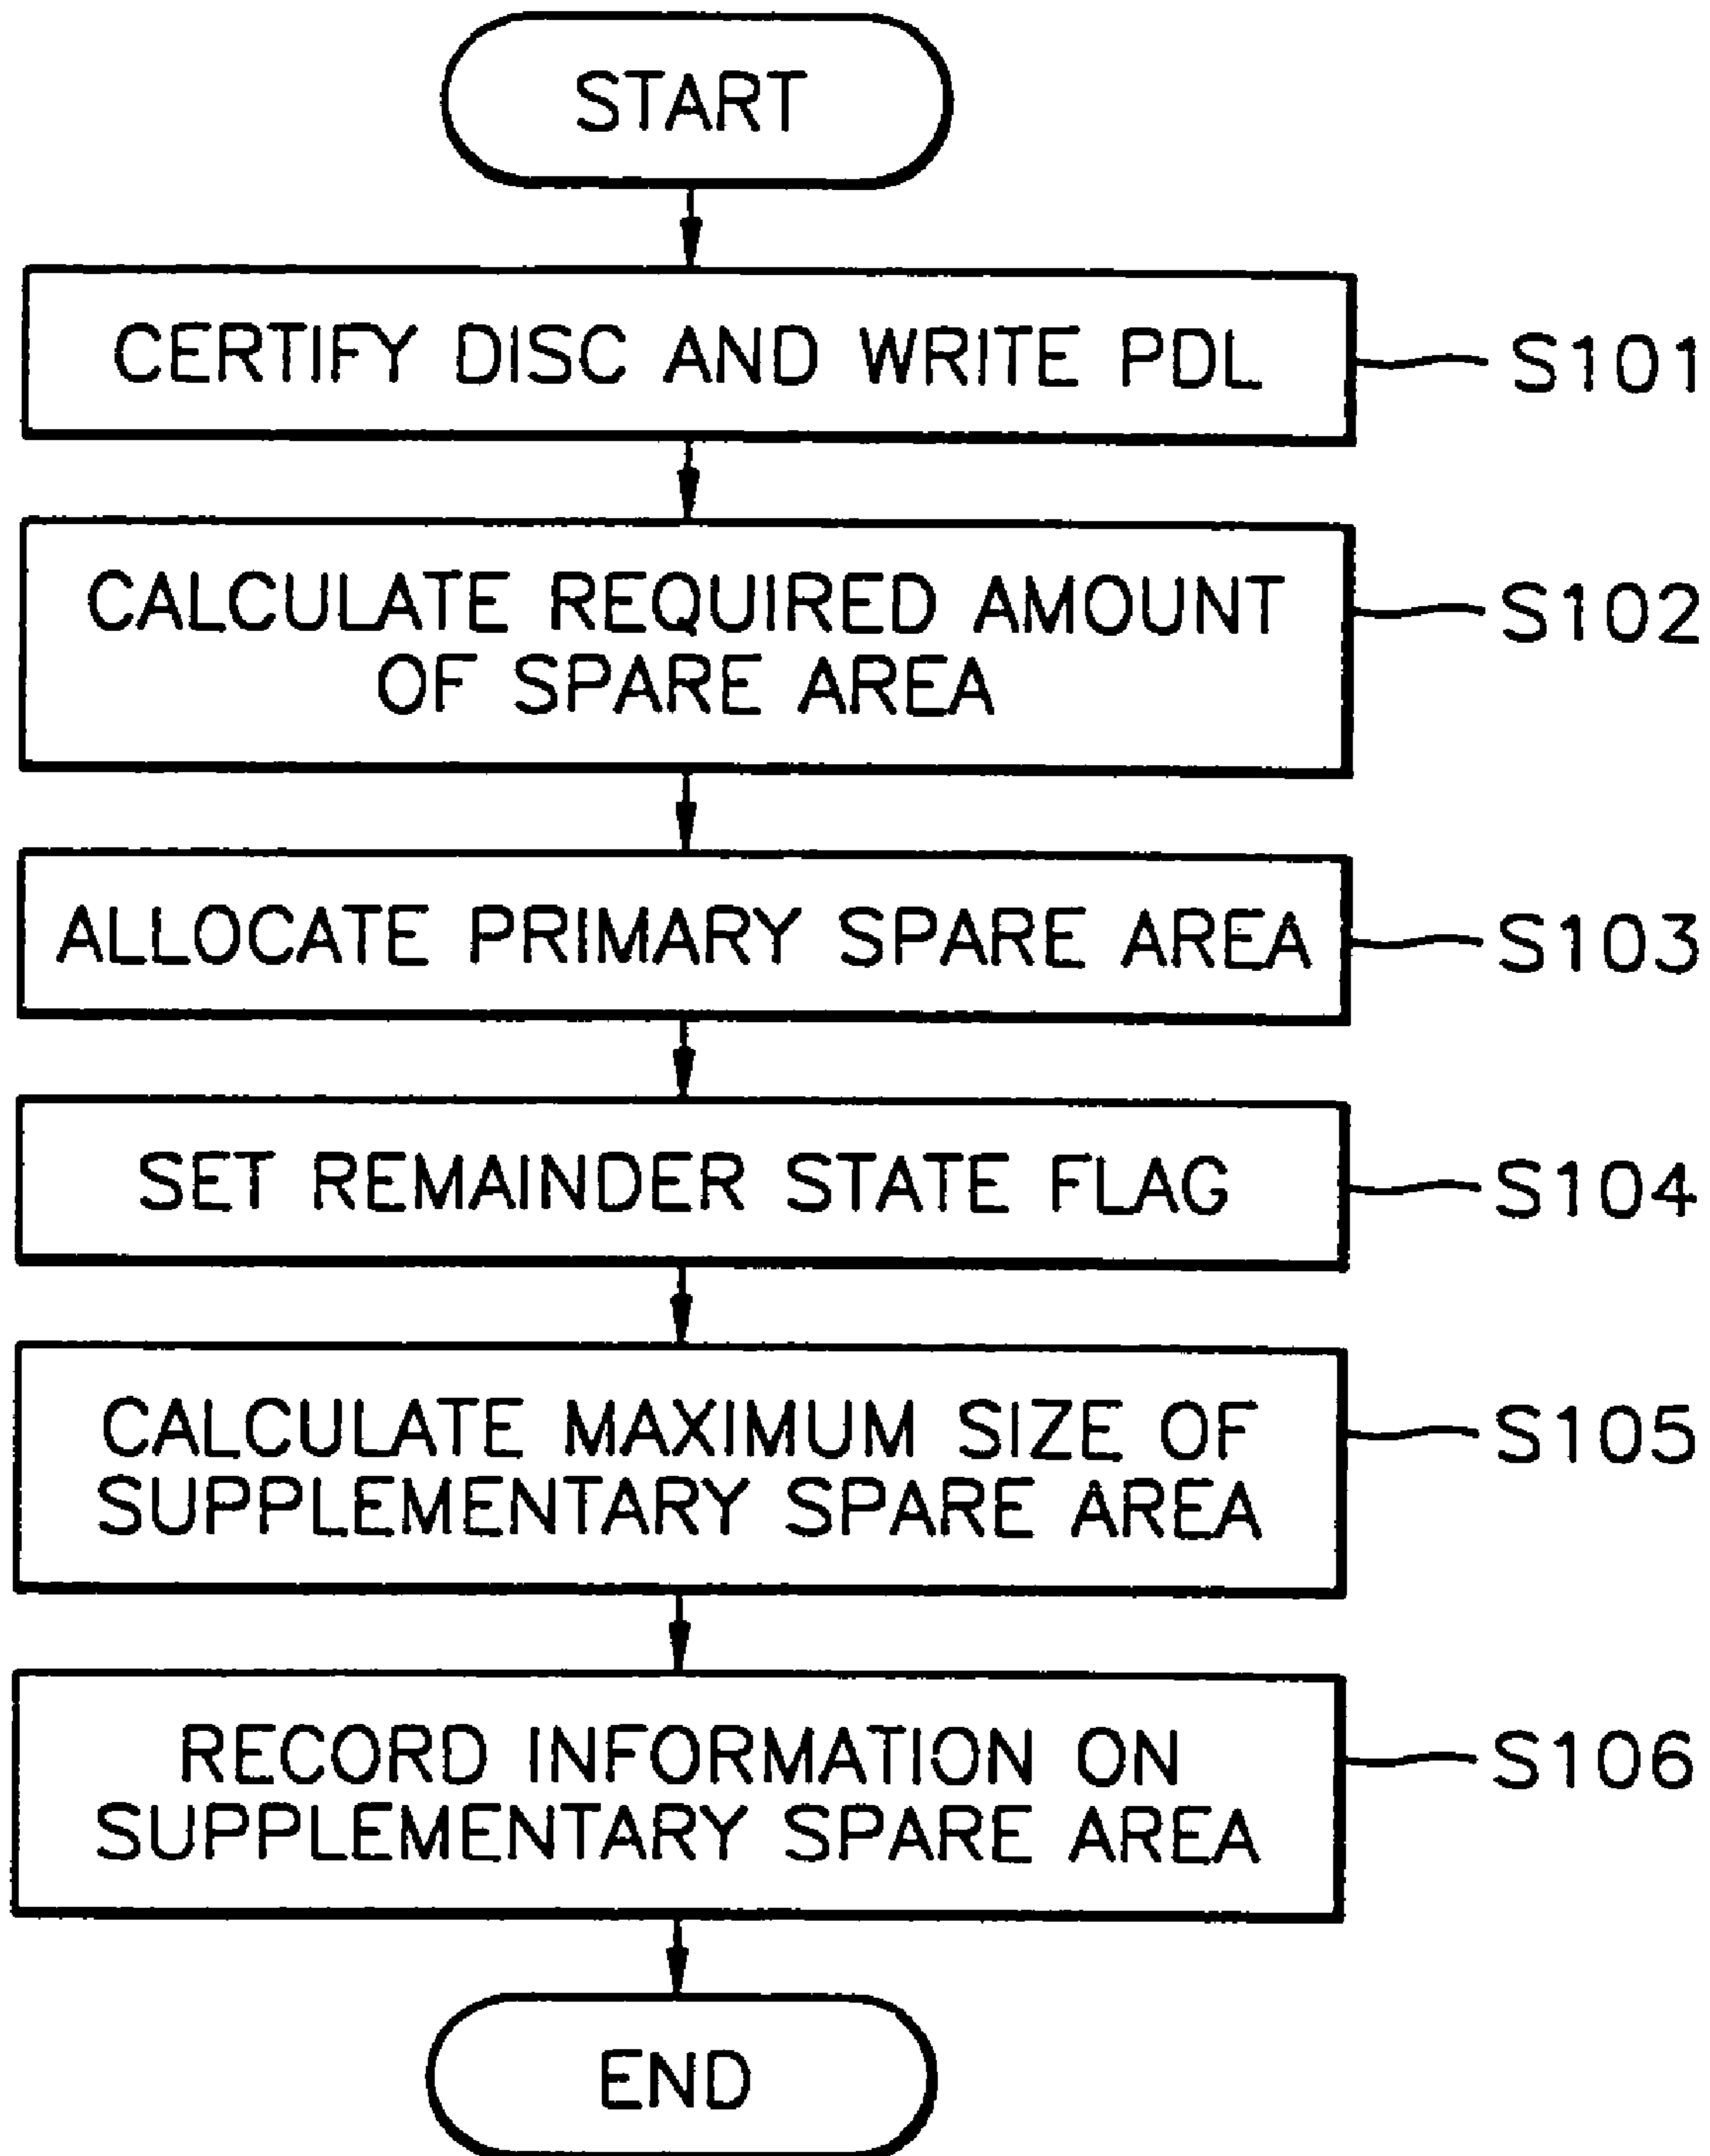 START
CERTIFY DISC AND WRITE PDL
S101
CALCULATE REQUIRED AMOUNT
OF SPARE AREA
S102
ALLOCATE PRIMARY SPARE AREA
S103
SET REMAINDER STATE FLAG
S104
CALCULATE MAXIMUM SIZE OF
SUPPLEMENTARY SPARE AREA
S105
RECORD INFORMATION ON
SUPPLEMENTARY SPARE AREA
S106
END